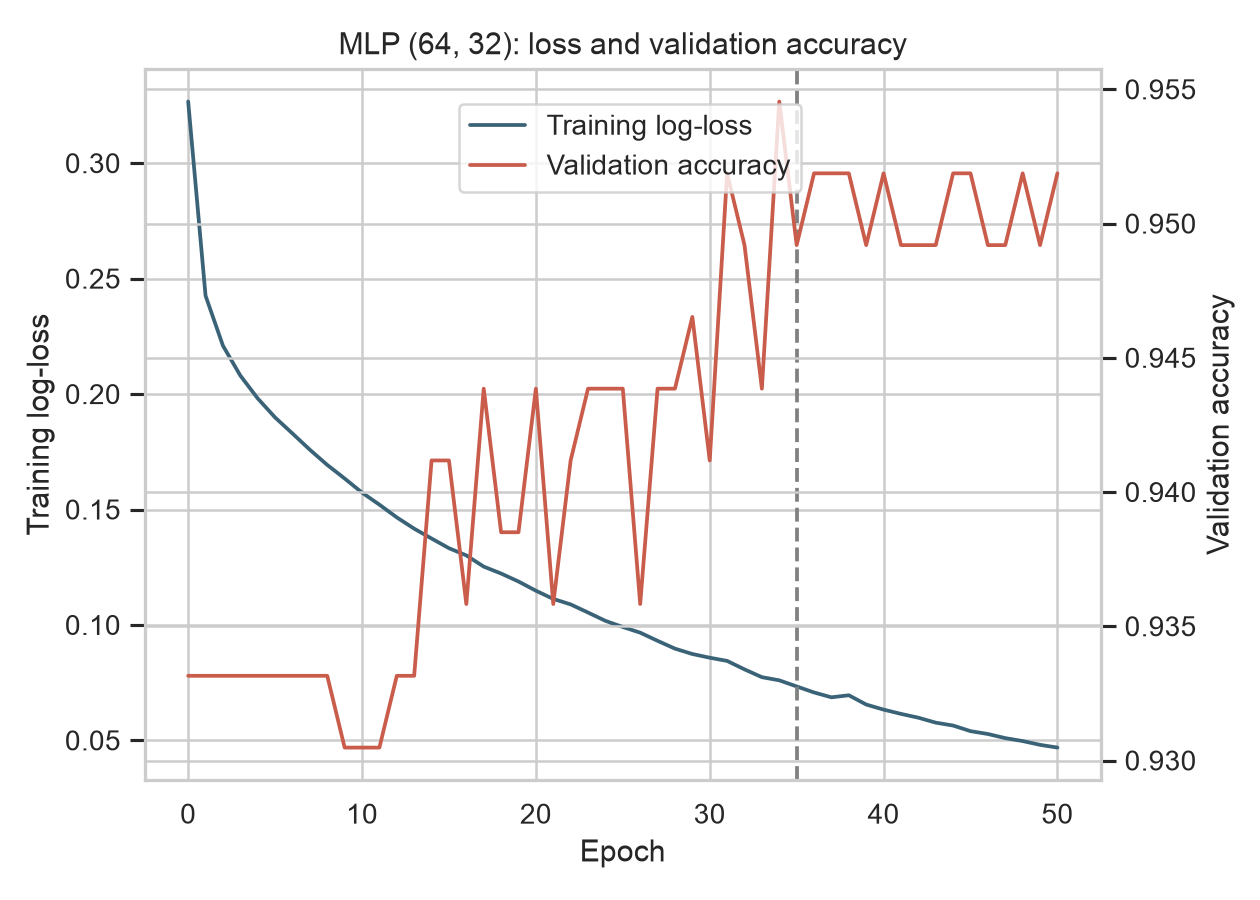 MLP (64, 32): loss and validation accuracy
Training log-loss
Validation accuracy
0.30
0.25
0.20
0.15
0.10
0.05
Training log-loss
0.955
0.950
0.945
0.940
0.935
0.930
Validation accuracy
0 10 20 30 40 50
Epoch